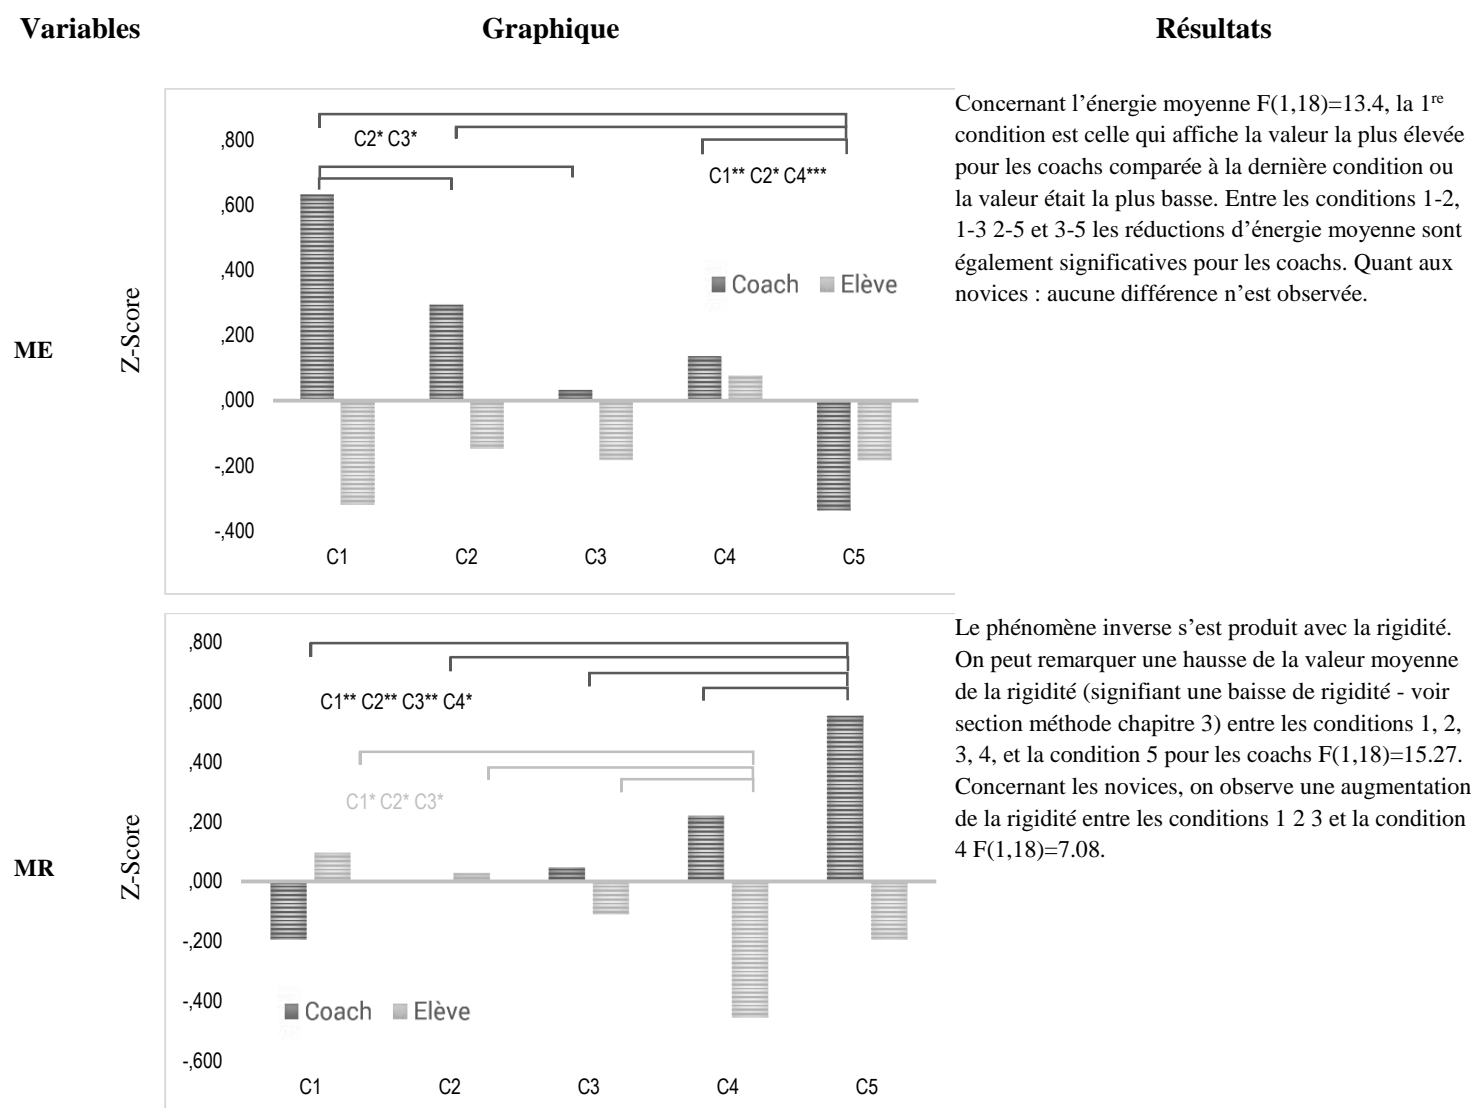 Variables Graphique Résultats
,800
,600
,400
,200
,000
-,200
-,400
C2* C3*
C1** C2* C4***
Coach Elève
ME
Z-Score
C1 C2 C3 C4 C5
Concernant l’énergie moyenne F(1,18)=13.4, la 1re
condition est celle qui affiche la valeur la plus élevée
pour les coachs comparée à la dernière condition ou
la valeur était la plus basse. Entre les conditions 1-2,
1-3 2-5 et 3-5 les réductions d’énergie moyenne sont
également significatives pour les coachs. Quant aux
novices : aucune différence n’est observée.
,800
,600
,400
,200
,000
-,200
-,400
-,600
C1** C2** C3** C4*
C1* C2* C3*
MR
Z-Score
Coach Elève
C1 C2 C3 C4 C5
Le phénomène inverse s’est produit avec la rigidité.
On peut remarquer une hausse de la valeur moyenne
de la rigidité (signifiant une baisse de rigidité - voir
section méthode chapitre 3) entre les conditions 1, 2,
3, 4, et la condition 5 pour les coachs F(1,18)=15.27.
Concernant les novices, on observe une augmentation
de la rigidité entre les conditions 1 2 3 et la condition
4 F(1,18)=7.08.